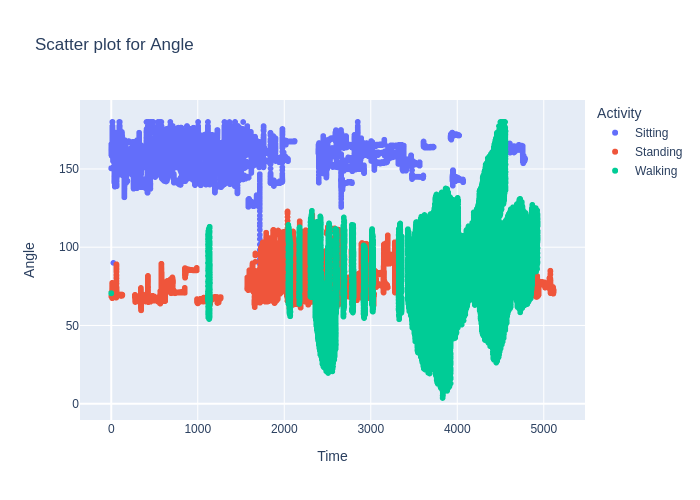 Scatter plot for Angle
Activity
Sitting
Standing
Walking
150
100
50
0
Angle
0 1000 2000 3000 4000 5000
Time